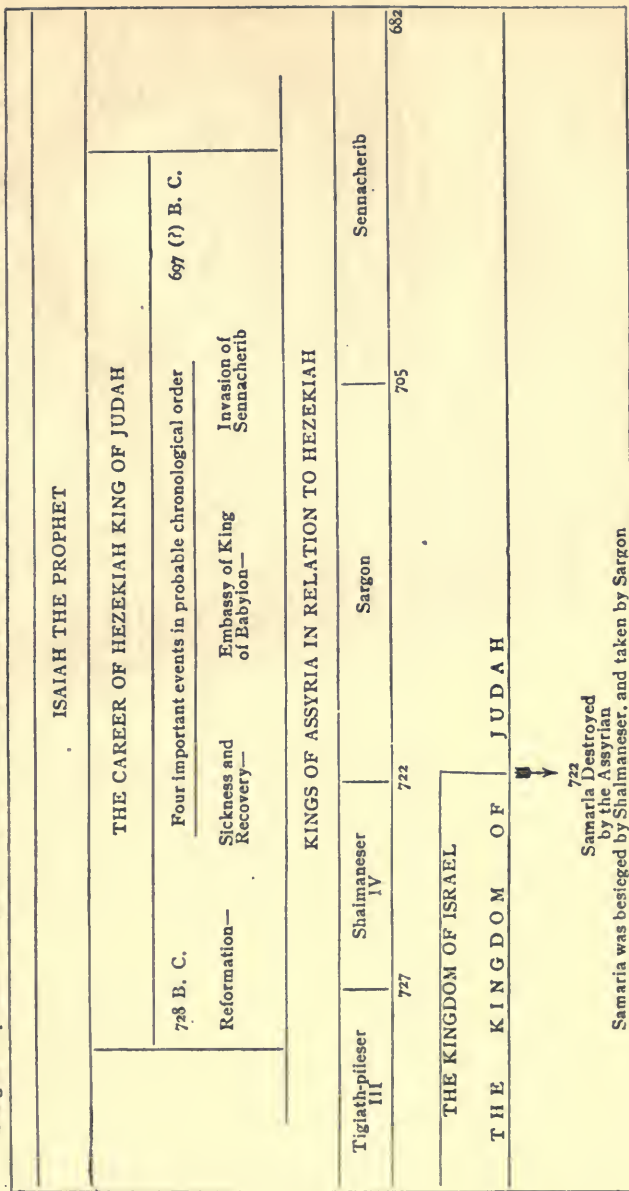 ISAIAH THE PROPHET
THE CAREER OF HEZEKIAH KING OF JUDAH
728 B. C. Four important events in probable chronological order 697 (?) B. C.
Reformation— Sickness and Embassy of King Invasion of
Recovery— of Babylon— Sennacherib
KINGS OF ASSYRIA IN RELATION TO HEZEKIAH
Tiglath-pileser Shalmaneser Sargon Sennacherib
III IV
727 722 705 682
THE KINGDOM OF ISRAEL
THE KINGDOM OF JUDAH
722
Samaria Destroyed
by the Assyrian
Samaria was besieged by Shalmaneser, and taken by Sargon